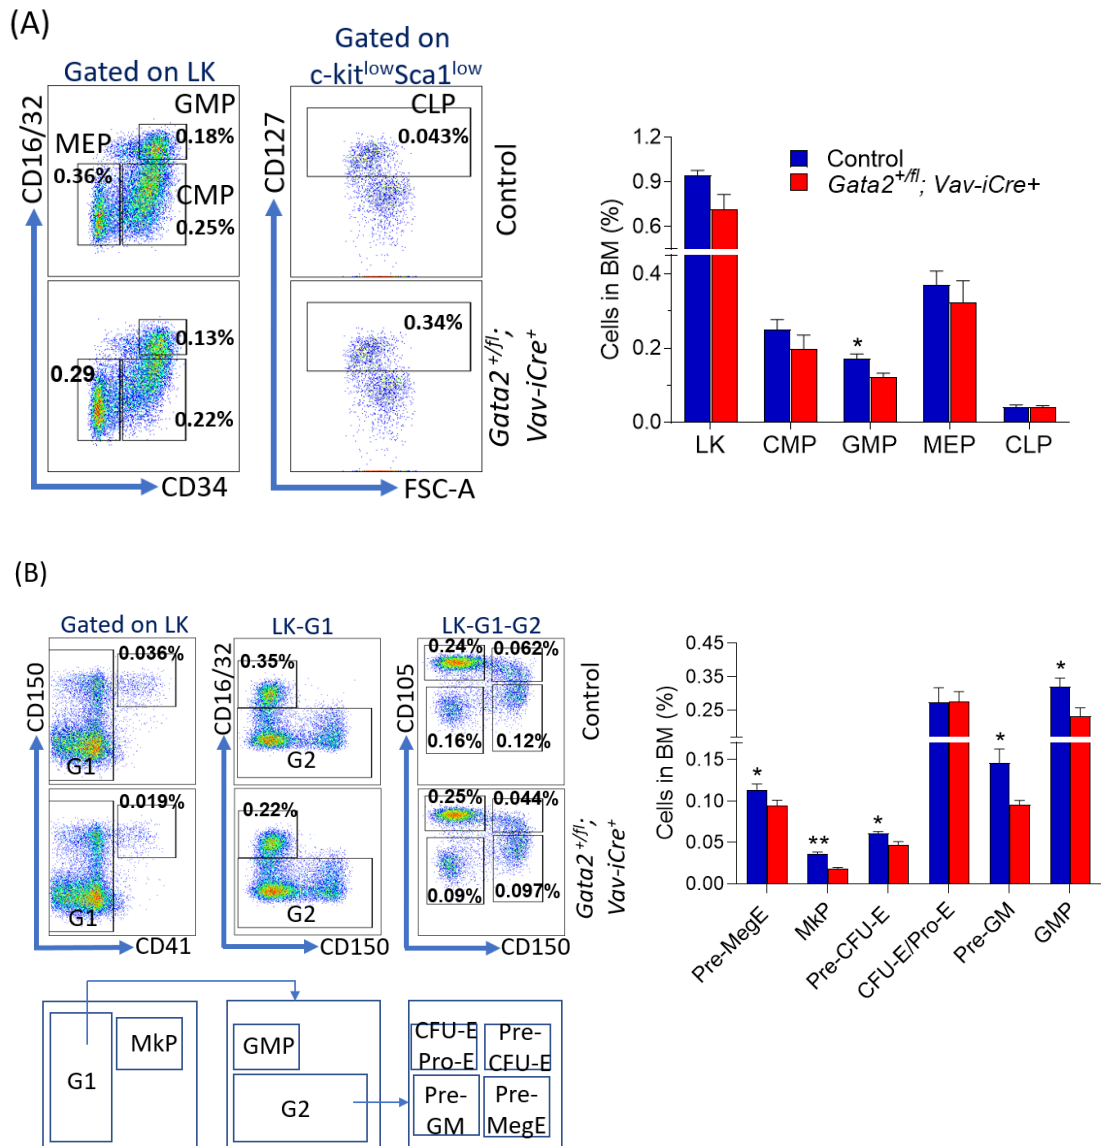 (A)
Gated on LK
Gated on
c-kitlowSca1low
CD16/32
GMP
0.18%
MEP
0.36%
CMP
0.25%
CD127
CLP
0.043%
Control
0.13%
0.29
0.22%
0.34%
Gata2+/fl;
Vav-iCre+
CD34
FSC-A
Cells in BM (%)
1.2
0.9
0.6
0.4
0.2
0.0
Control
Gata2+/fl; Vav-iCre+
*
LK
CMP
GMP
MEP
CLP
(B)
Gated on LK
LK-G1
LK-G1-G2
CD150
0.036%
G1
CD16/32
0.35%
G2
CD105
0.24%
0.062%
0.16%
0.12%
Control
0.019%
G1
0.22%
G2
0.25%
0.044%
0.09%
0.097%
Gata2+/fl;
Vav-iCre+
CD41
CD150
CD150
Cells in BM (%)
0.45
0.35
0.25
0.15
0.10
0.05
0.00
*
**
*
*
*
Pre-MegE
MkP
Pre-CFU-E
CFU-E/Pro-E
Pre-GM
GMP
G1
MkP
GMP
G2
CFU-E
Pro-E
Pre-
CFU-E
Pre-
GM
Pre-
MegE